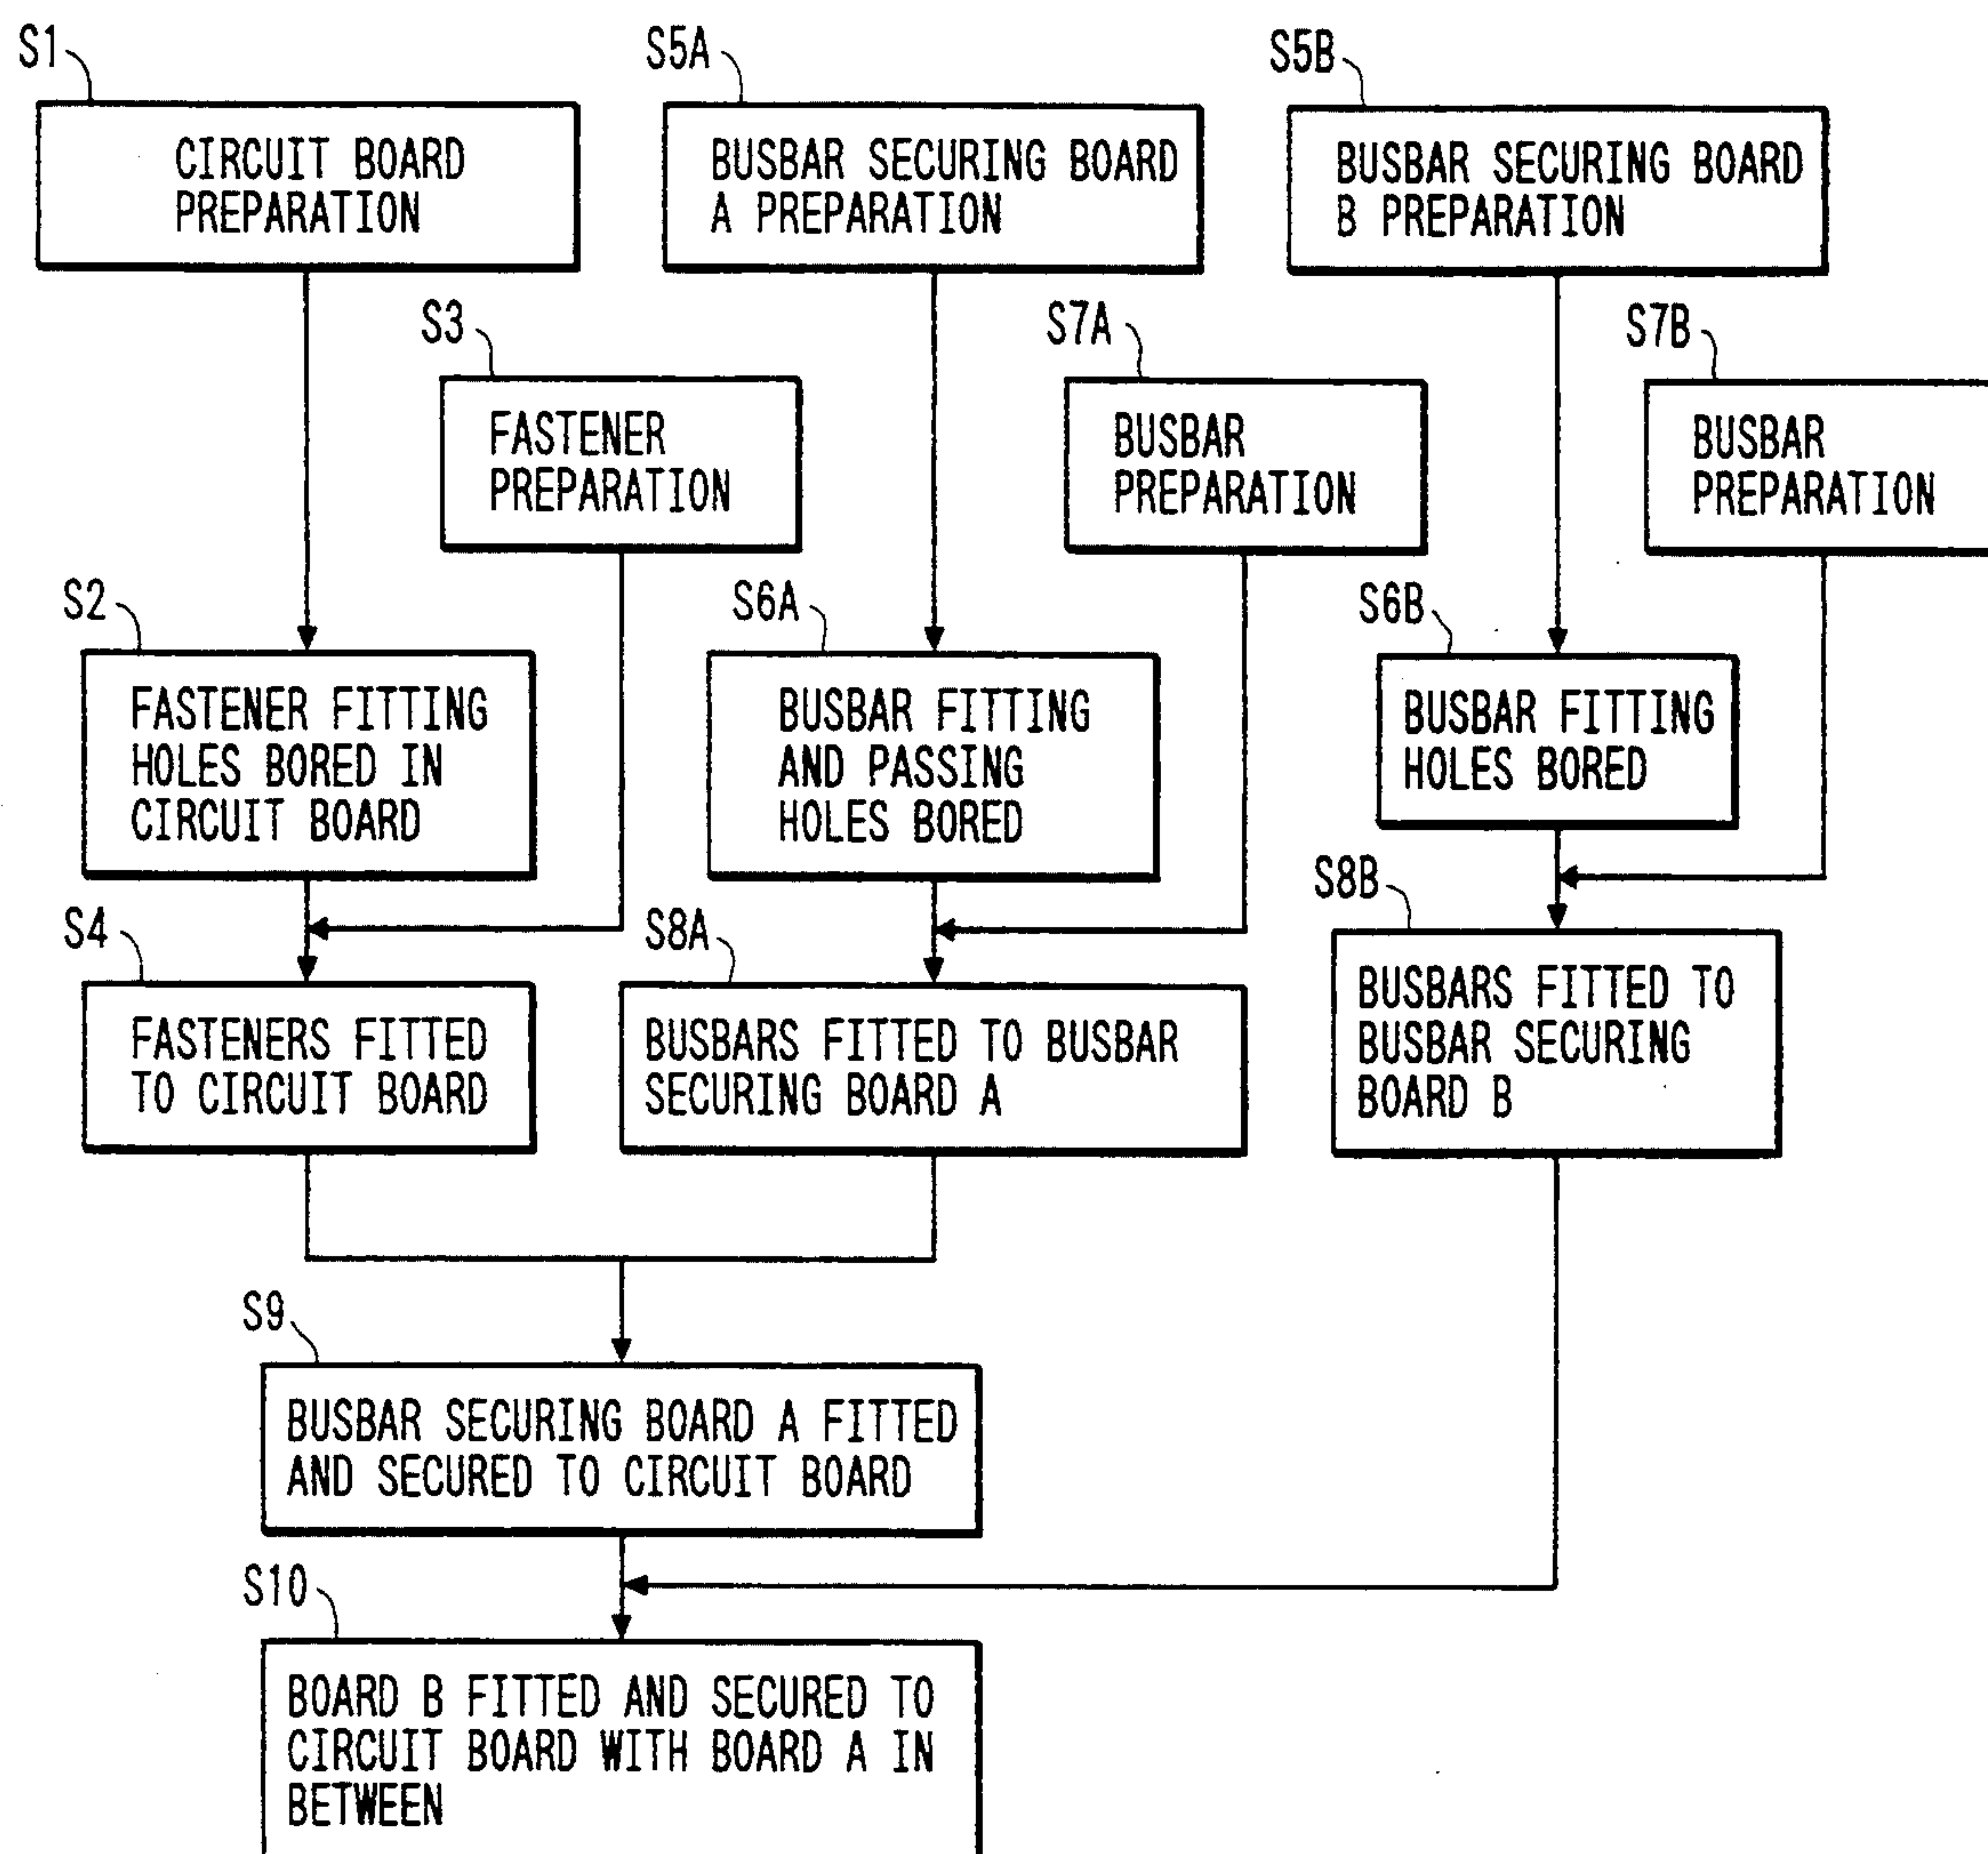 S1
S5A
S5B
CIRCUIT BOARD
PREPARATION
BUSBAR SECURING BOARD
A PREPARATION
BUSBAR SECURING BOARD
B PREPARATION
S3
S7A
S7B
FASTENER
PREPARATION
BUSBAR
PREPARATION
BUSBAR
PREPARATION
S2
S6A
S6B
FASTENER FITTING
HOLES BORED IN
CIRCUIT BOARD
BUSBAR FITTING
AND PASSING
HOLES BORED
BUSBAR FITTING
HOLES BORED
S4
S8A
S8B
FASTENERS FITTED
TO CIRCUIT BOARD
BUSBARS FITTED TO BUSBAR
SECURING BOARD A
BUSBARS FITTED TO
BUSBAR SECURING
BOARD B
S9
BUSBAR SECURING BOARD A FITTED
AND SECURED TO CIRCUIT BOARD
S10
BOARD B FITTED AND SECURED TO
CIRCUIT BOARD WITH BOARD A IN
BETWEEN